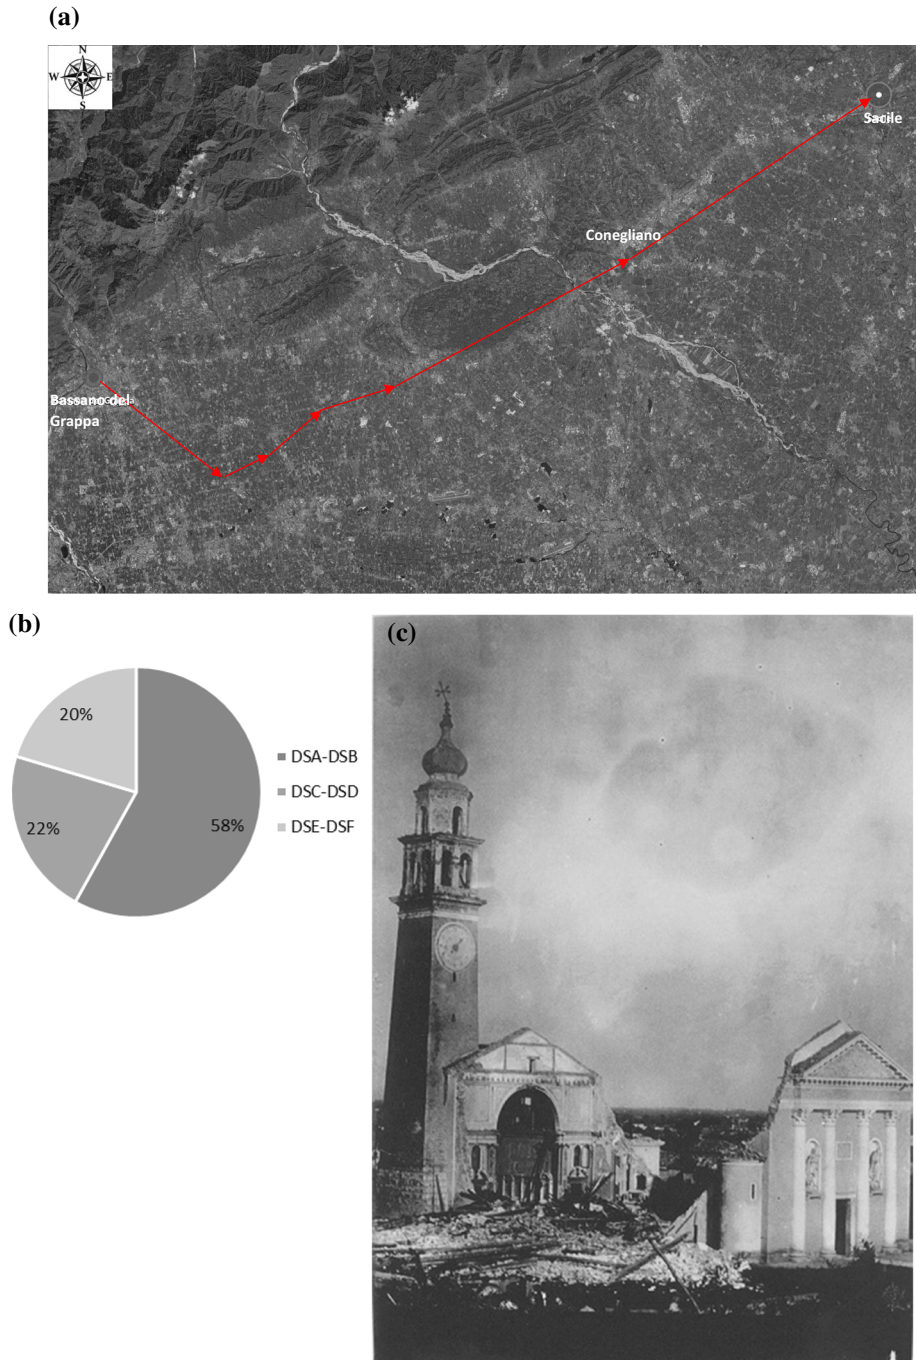 (a)
N
W E
S
Sacile
Conegliano
Bassano del
Grappa
(b)
20%
22%
58%
DSA-DSB
DSC-DSD
DSE-DSF
(c)